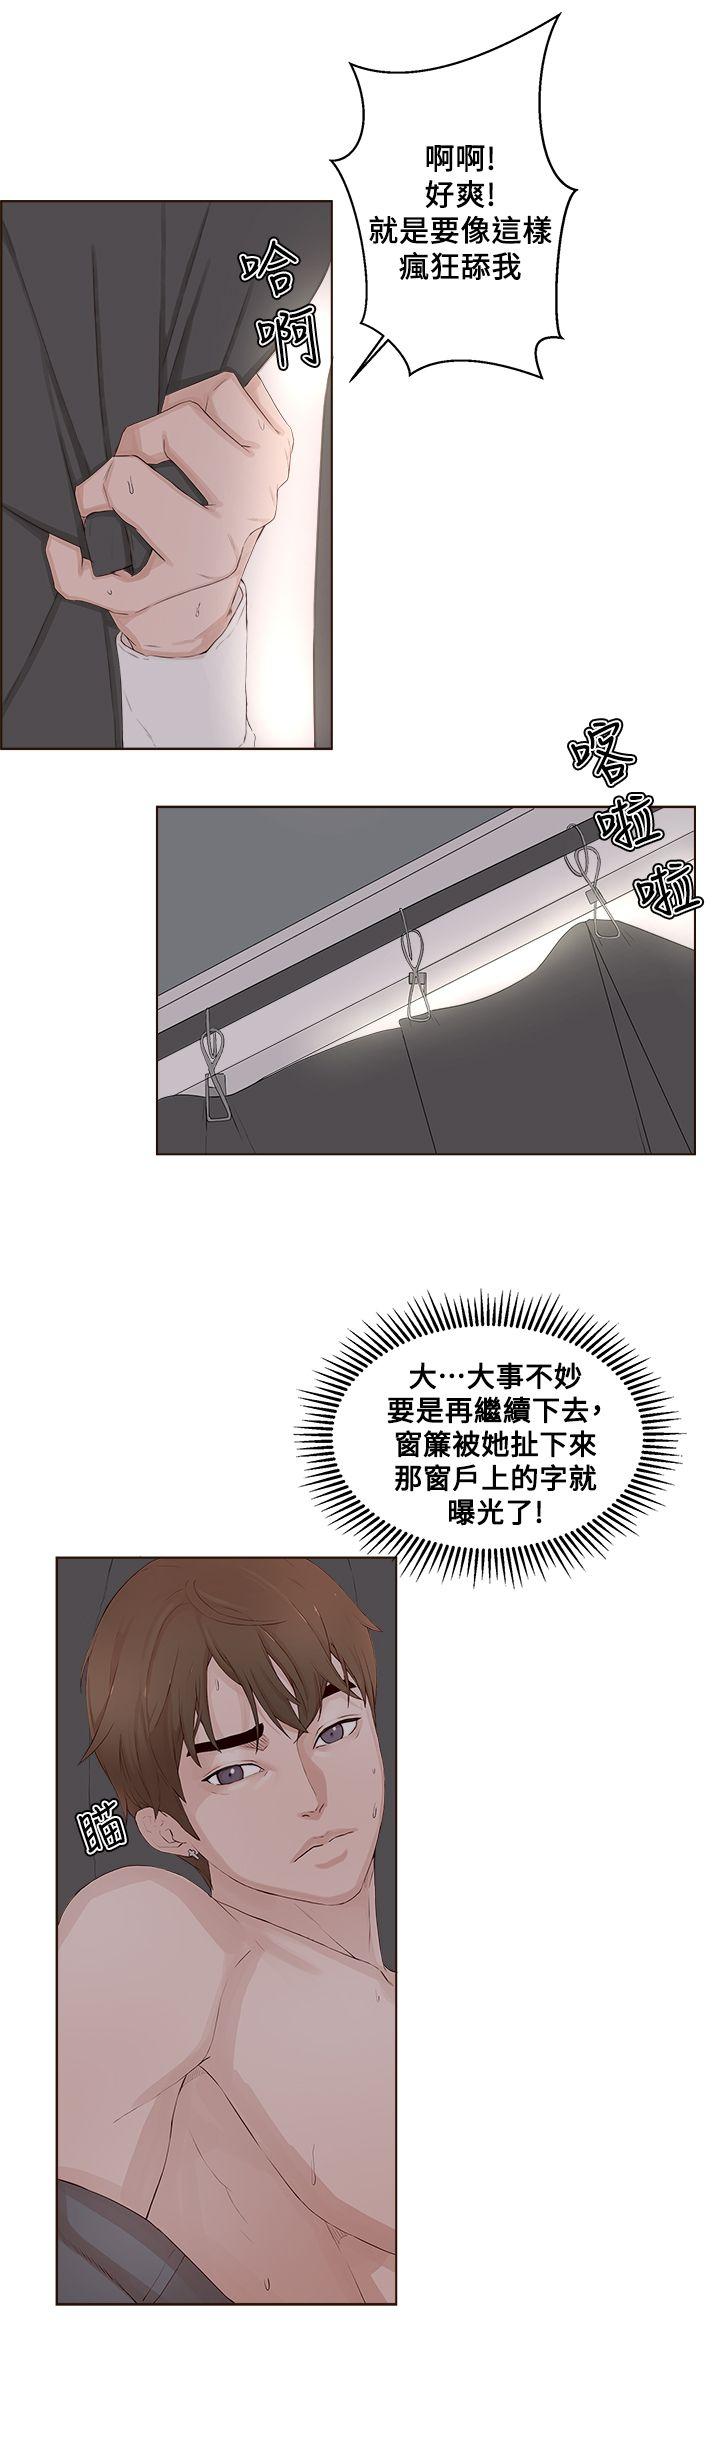 啊啊!
好爽!
就是要像這樣
瘋狂舔我
哈
啊
喀
啦
啦
大…大事不妙
要是再繼續下去,
窗簾被她扯下來
那窗戶上的字就
曝光了!
瞄